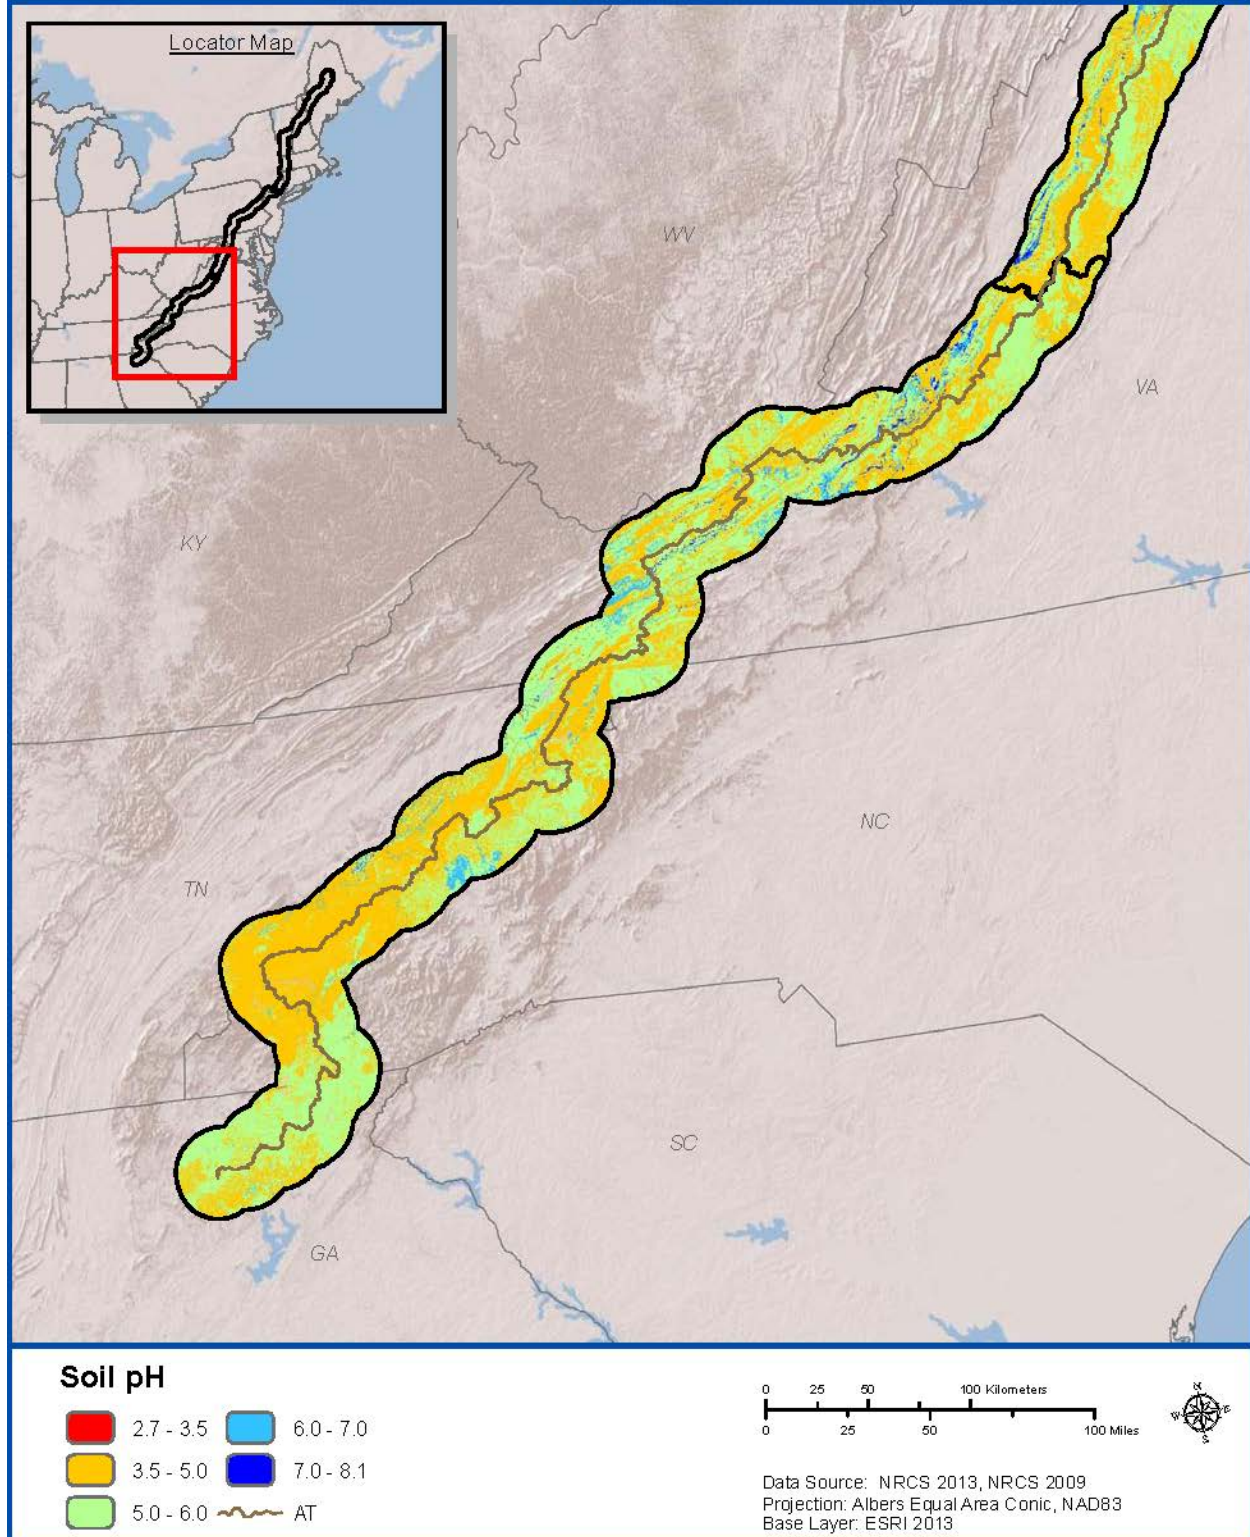 Locator Map
WV
VA
KY
NC
TN
SC
GA
Soil pH
2.7 - 3.5
6.0 - 7.0
3.5 - 5.0
7.0 - 8.1
5.0 - 6.0
AT
0 25 50 100 Kilometers
0 25 50 100 Miles
N
W
E
S
Data Source: NRCS 2013, NRCS 2009
Projection: Albers Equal Area Conic, NAD83
Base Layer: ESRI 2013